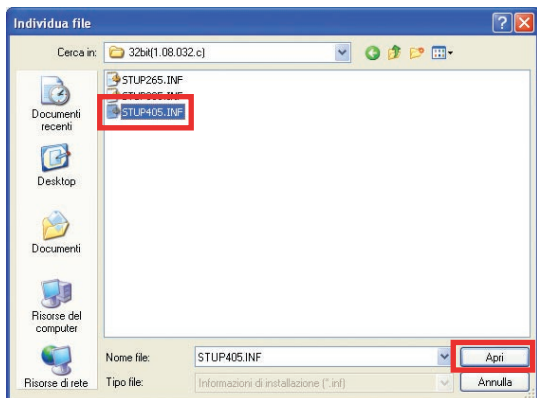 Individua file
Cerca in:
32bit(1.08.032.c)
STUP265.INF
STUP405.INF
Documenti
recenti
Desktop
Documenti
Risorse del
computer
Risorse di rete
Nome file:
STUP405.INF
Apri
Tipo file:
Informazioni di installazione (*.inf)
Annulla